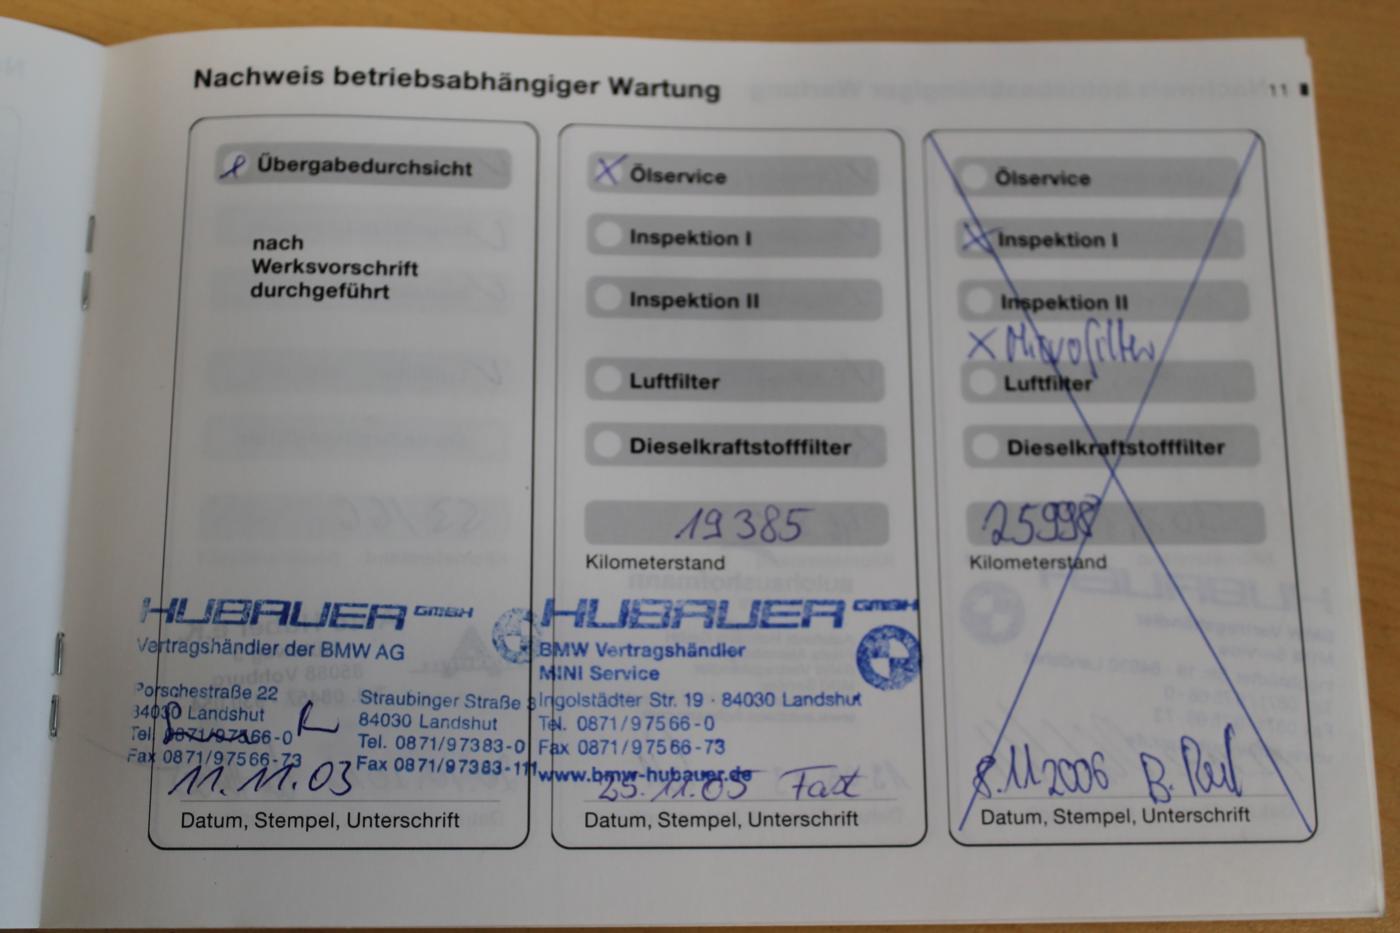 Nachweis betriebsabhängiger Wartung
11
Übergabedurchsicht
nach
Werksvorschrift
durchgeführt
HUBAUER GMBH
Vertragshändler der BMW AG
Porschestraße 22
84030 Landshut
Tel. 0871/97566-0
Fax 0871/97566-73
Straubinger Straße
84030 Landshut
Tel. 0871/97383-0
Fax 0871/97383-111
11.11.03
Datum, Stempel, Unterschrift
X Ölservice
Inspektion I
Inspektion II
Luftfilter
Dieselkraftstofffilter
19385
Kilometerstand
HUBAUER GMBH
BMW Vertragshändler
MINI Service
Ingolstädter Str. 19 · 84030 Landshut
Tel. 0871/97566-0
Fax 0871/97566-73
www.bmw-hubauer.de
25.11.05
Datum, Stempel, Unterschrift
Ölservice
X Inspektion I
Inspektion II
X Mikrofilter
Luftfilter
Dieselkraftstofffilter
25998
Kilometerstand
8.11.2006 B.
Datum, Stempel, Unterschrift